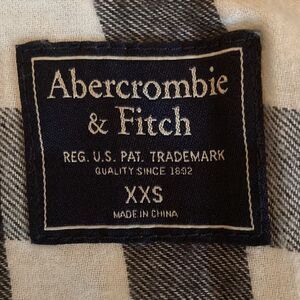 Abercrombie
& Fitch
REG. U.S. PAT. TRADEMARK
QUALITY SINCE 1892
XXS
MADE IN CHINA